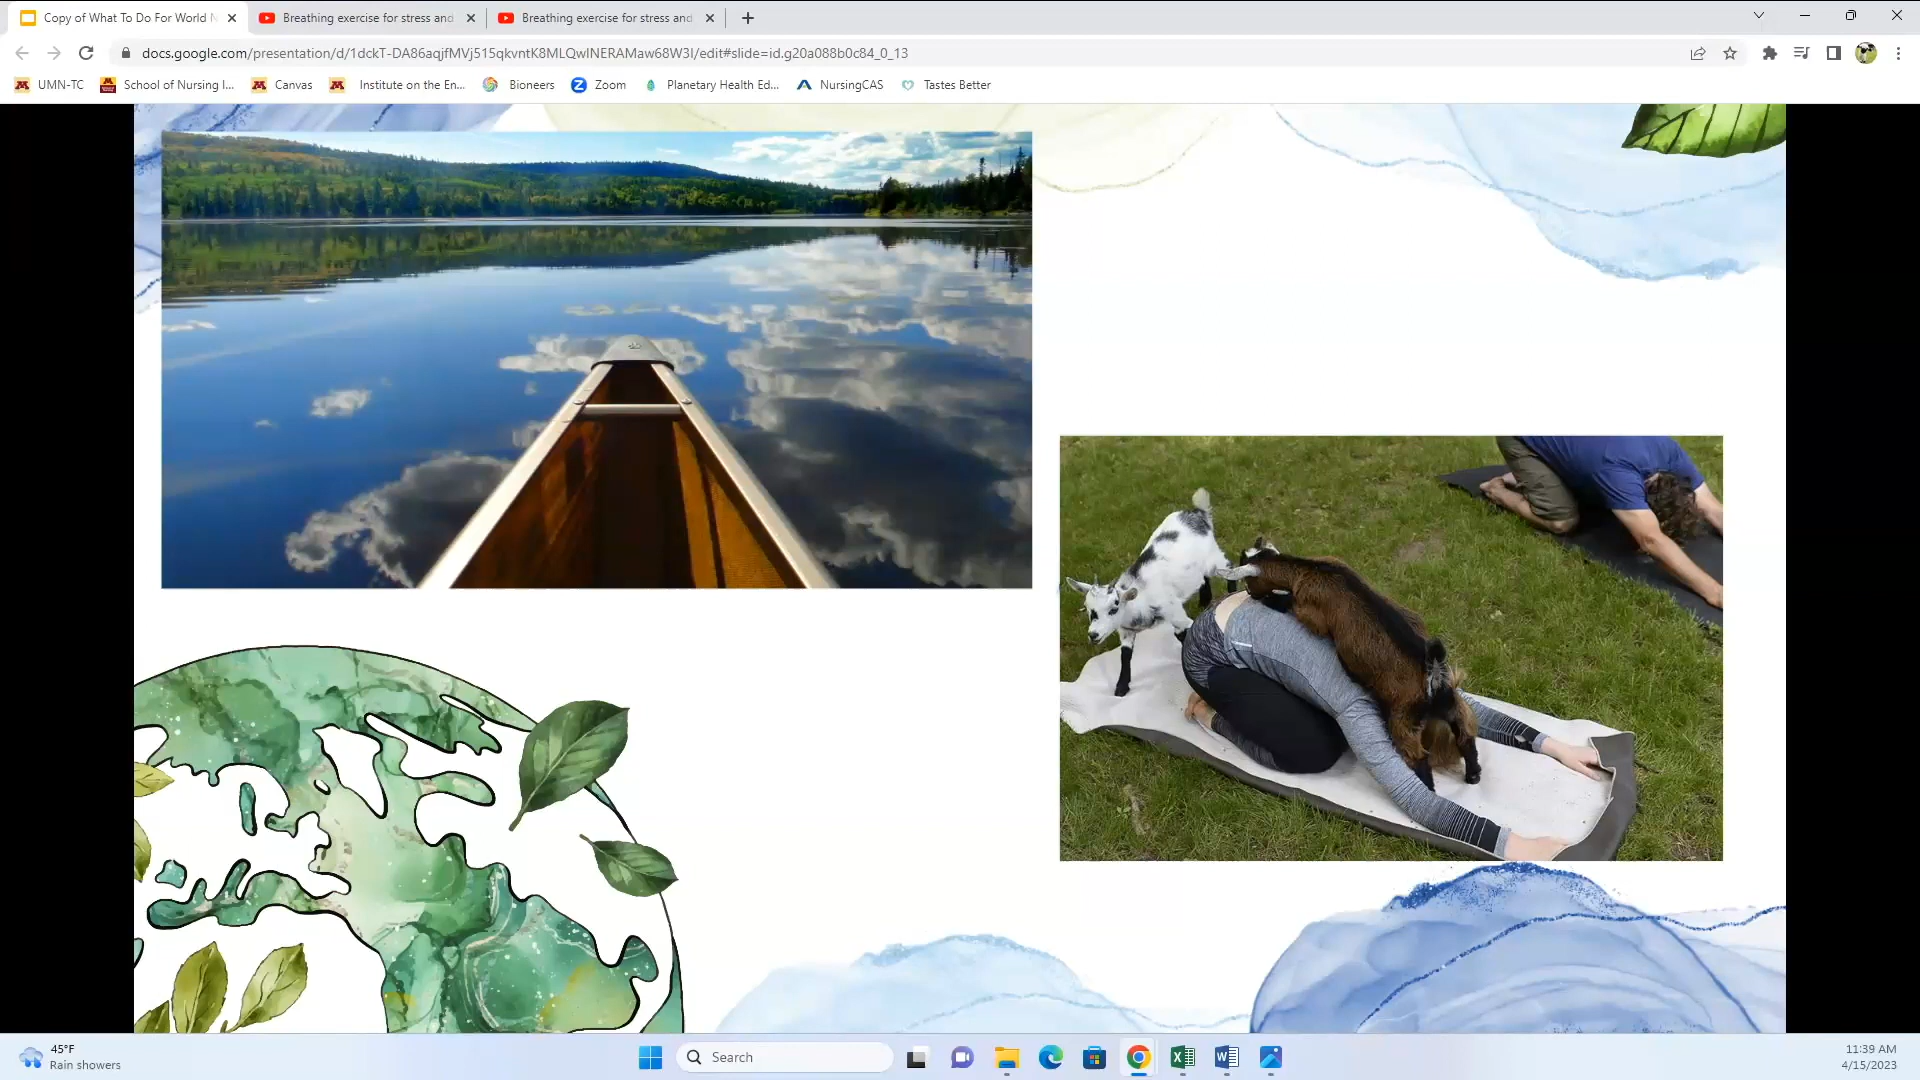 Copy of What To Do For World N
Breathing exercise for stress and
Breathing exercise for stress and
docs.google.com/presentation/d/1dckT-DA86aqjfMVj515qkvntK8MLQwINERAMaw68W3I/edit#slide=id.g20a088b0c84_0_13
UMN-TC
School of Nursing I...
Canvas
Institute on the En...
Bioneers
Zoom
Planetary Health Ed...
NursingCAS
Tastes Better
45°F
Rain showers
Search
11:39 AM
4/15/2023